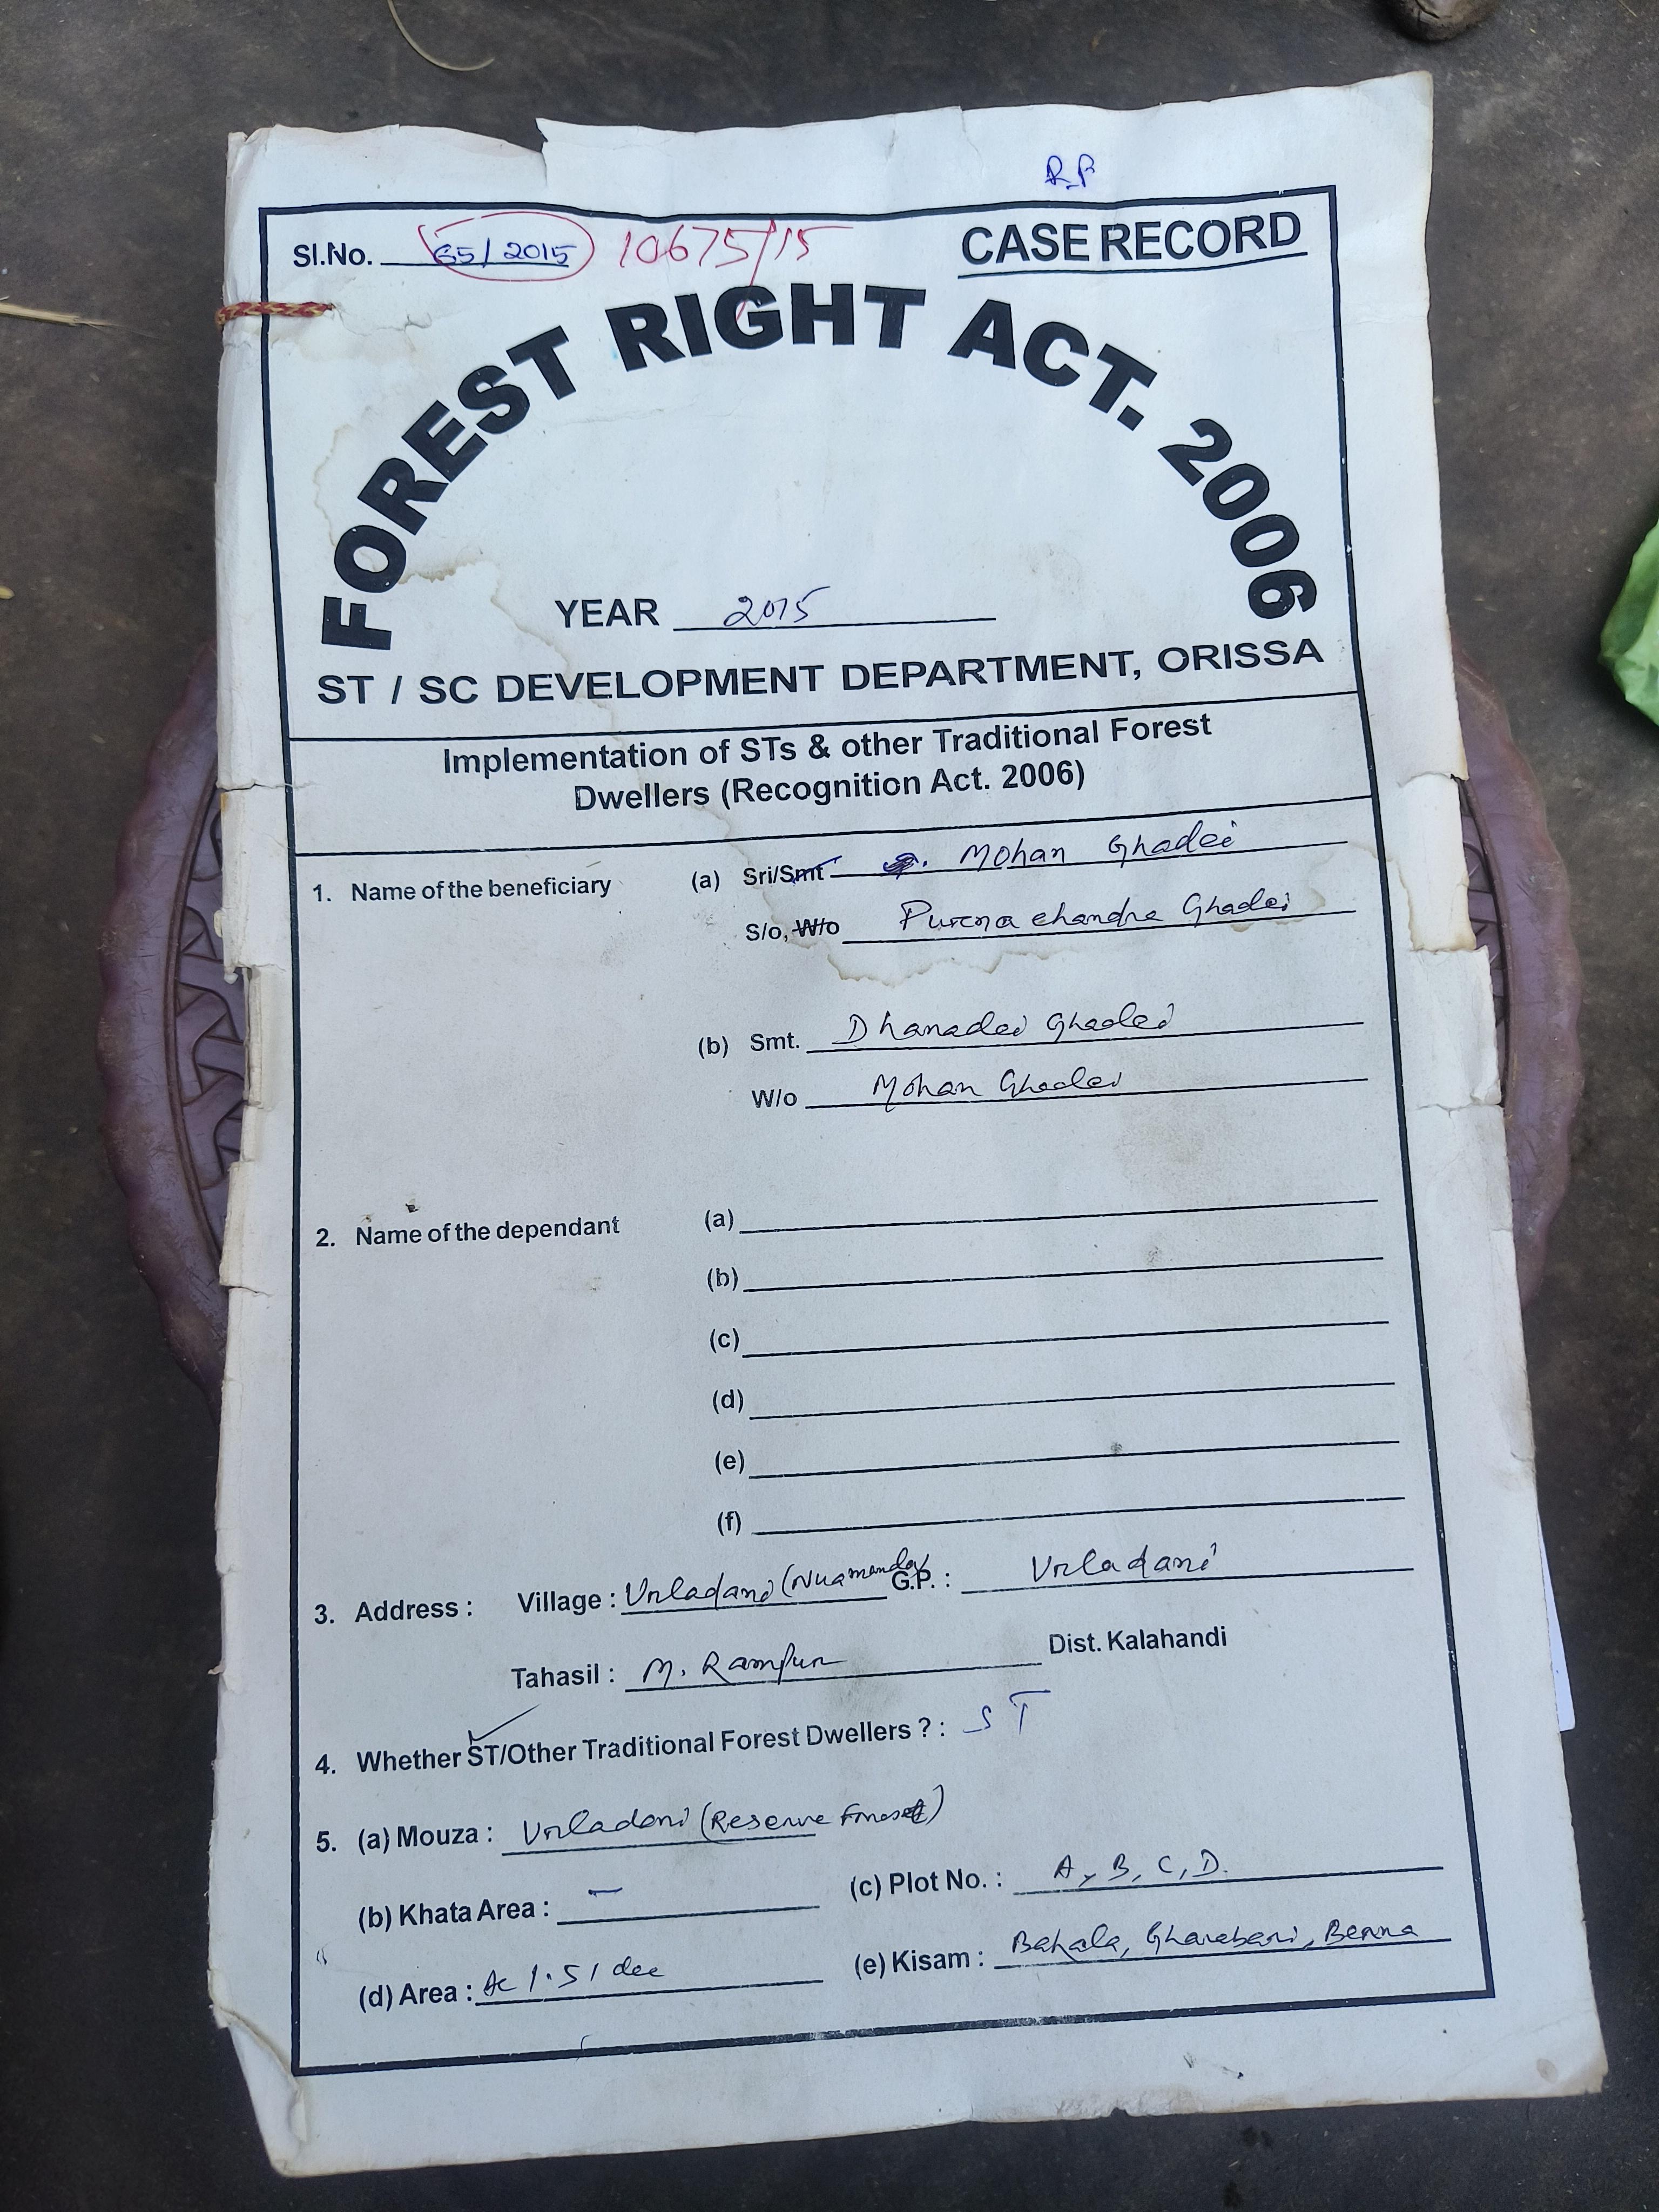 R.F
Sl.No. 65/2015 10675/15 CASE RECORD
FOREST RIGHT ACT. 2006
YEAR 2015
ST / SC DEVELOPMENT DEPARTMENT, ORISSA
Implementation of STs & other Traditional Forest
Dwellers (Recognition Act. 2006)
1. Name of the beneficiary (a) Sri/Smt Mohan Ghadei
S/o, W/o Purna chandra Ghadei
(b) Smt. Dhanadei Ghadei
W/o Mohan Ghadei
2. Name of the dependant (a)
(b)
(c)
(d)
(e)
(f)
3. Address : Village : Urladani (Nuamunda) G.P. : Urladani
Tahasil : M. Rampur Dist. Kalahandi
4. Whether ST/Other Traditional Forest Dwellers ? : ST
5. (a) Mouza : Urladani (Reserve Forest)
(b) Khata Area : — (c) Plot No. : A, B, C, D.
(d) Area : Ac 1.51 dec (e) Kisam : Bahala, Gharabari, Berna